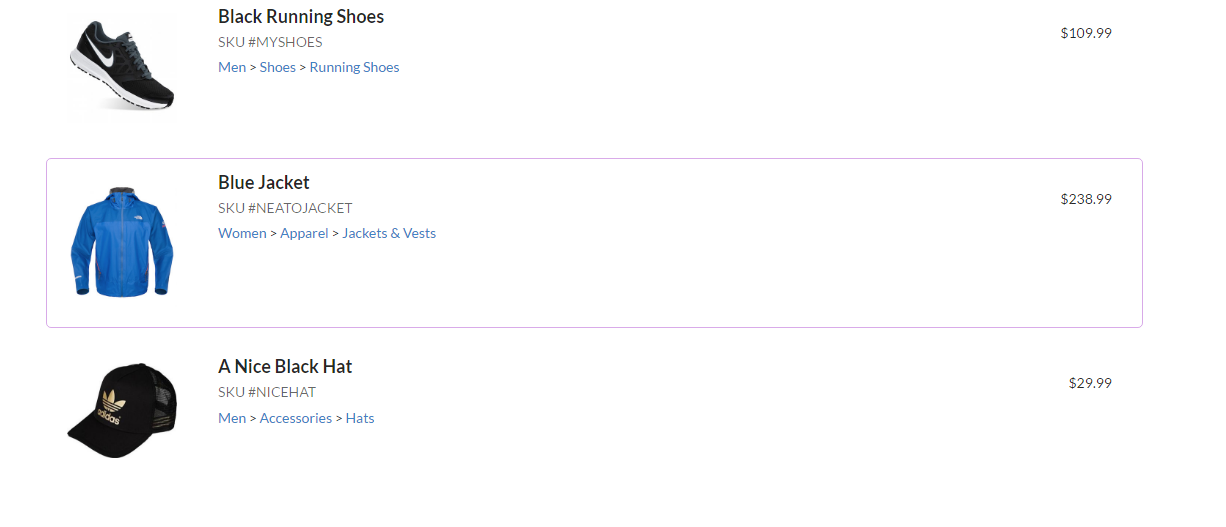 Black Running Shoes
$109.99
SKU #MYSHOES
Men > Shoes > Running Shoes
Blue Jacket
$238.99
SKU #NEATOJACKET
Women > Apparel > Jackets & Vests
A Nice Black Hat
$29.99
SKU #NICEHAT
Men > Accessories > Hats
adidas